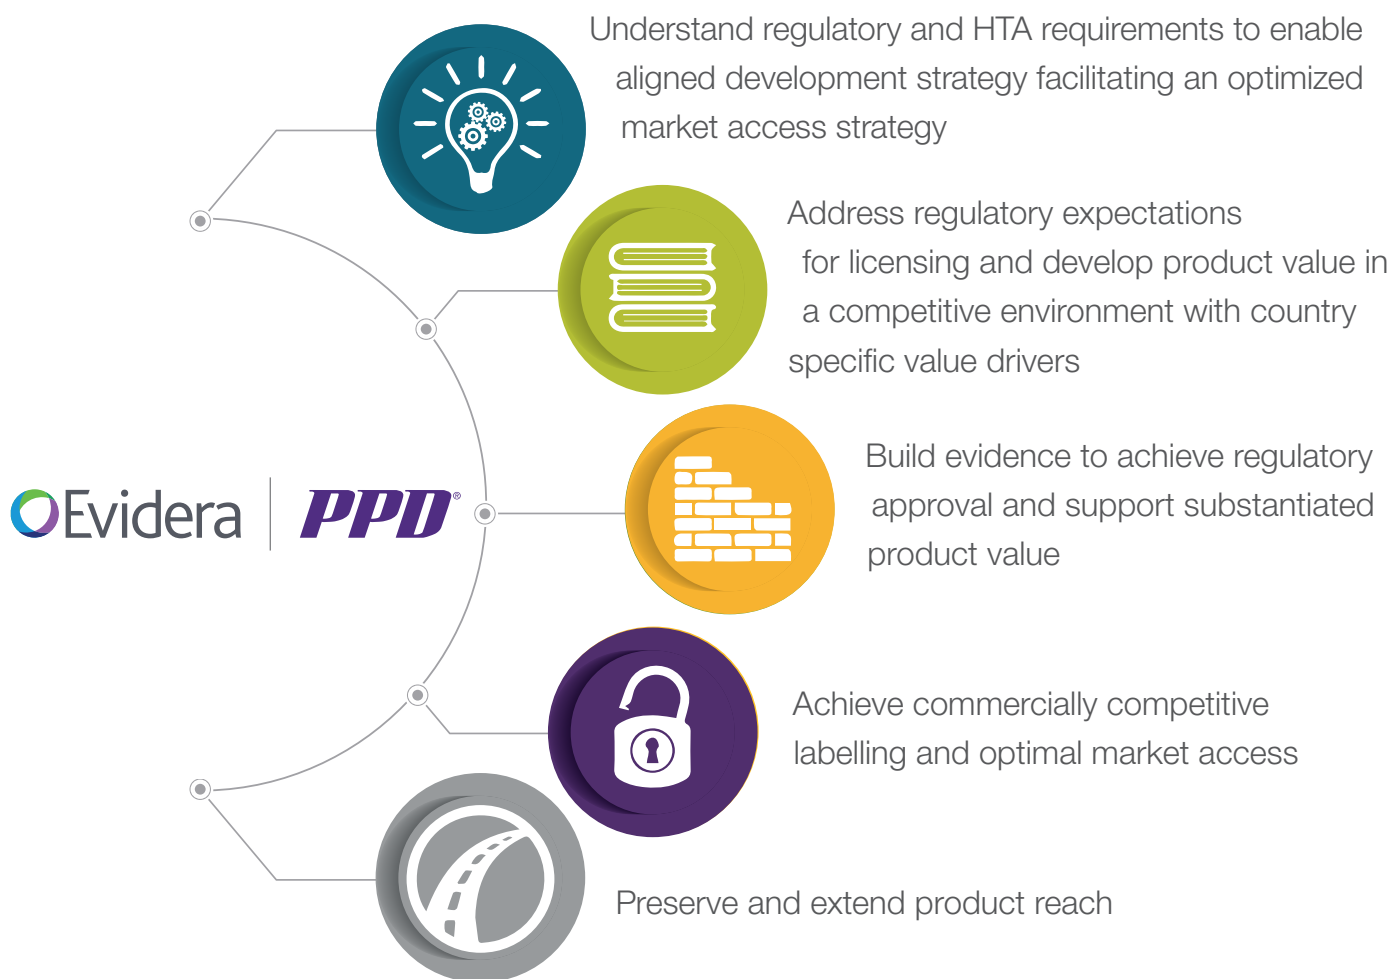 Understand regulatory and HTA requirements to enable
aligned development strategy facilitating an optimized
market access strategy
Address regulatory expectations
for licensing and develop product value in
a competitive environment with country
specific value drivers
Evidera | PPD®
Build evidence to achieve regulatory
approval and support substantiated
product value
Achieve commercially competitive
labelling and optimal market access
Preserve and extend product reach